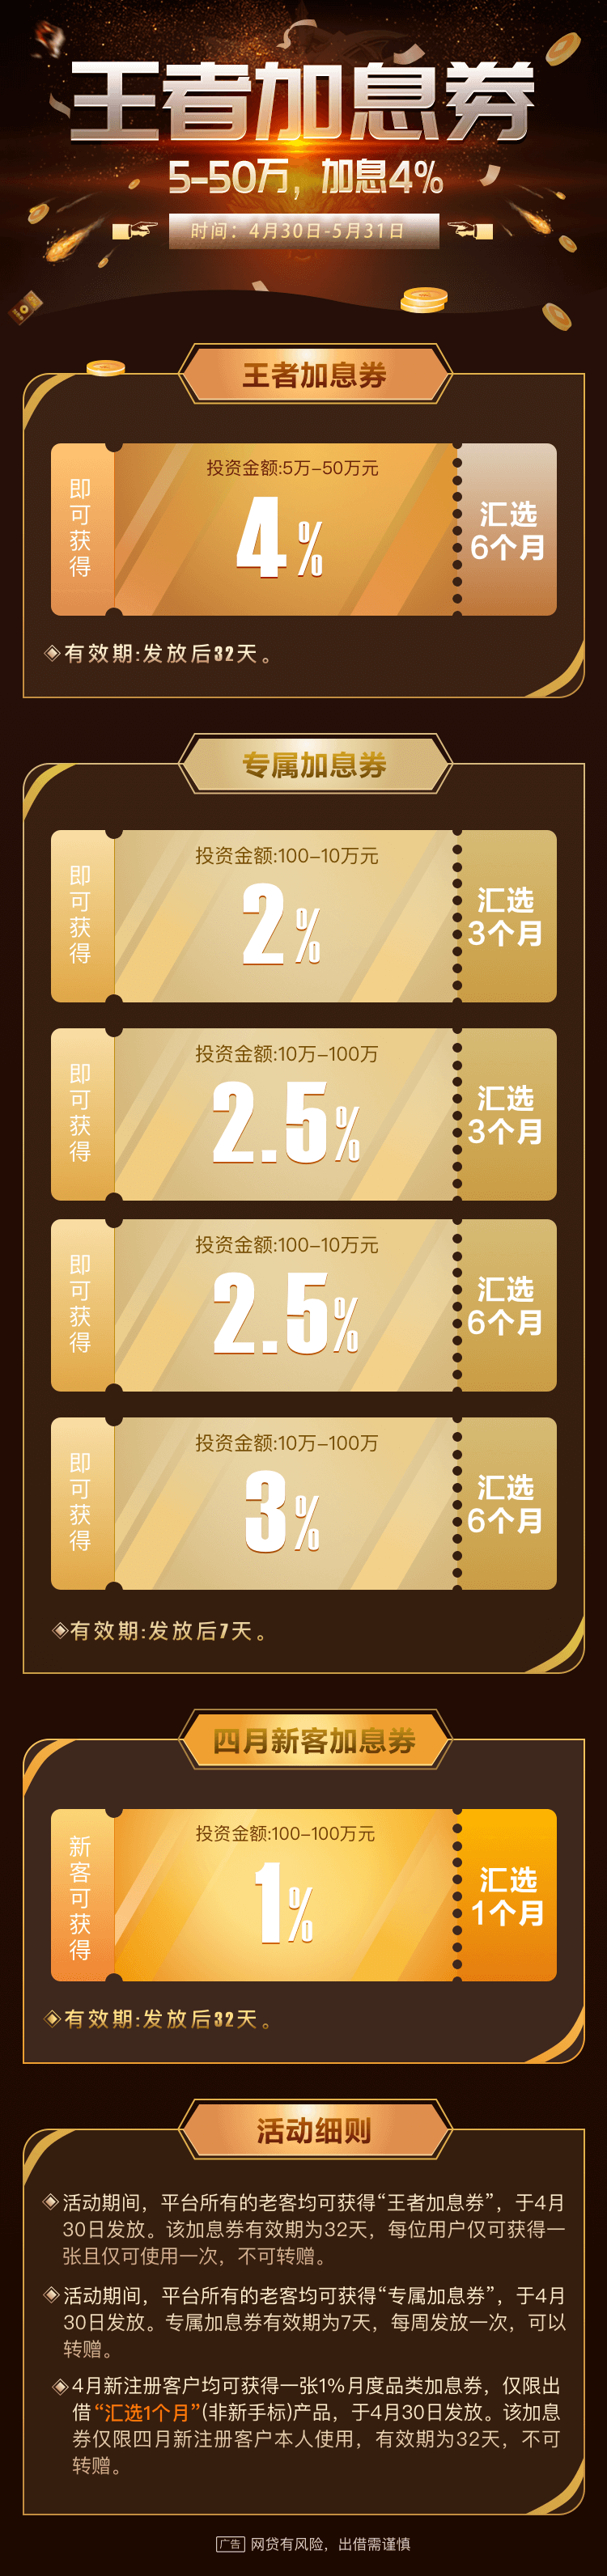 王者加息券
5-50万，加息4%
时间：4月30日-5月31日
王者加息券
即可获得
投资金额:5万-50万元
4%
汇选
6个月
有效期:发放后32天。
专属加息券
即可获得
投资金额:100-10万元
2%
汇选
3个月
即可获得
投资金额:10万-100万
2.5%
汇选
3个月
即可获得
投资金额:100-10万元
2.5%
汇选
6个月
即可获得
投资金额:10万-100万
3%
汇选
6个月
有效期:发放后7天。
四月新客加息券
新客可获得
投资金额:100-100万元
1%
汇选
1个月
有效期:发放后32天。
活动细则
活动期间，平台所有的老客均可获得“王者加息券”，于4月
30日发放。该加息券有效期为32天，每位用户仅可获得一
张且仅可使用一次，不可转赠。
活动期间，平台所有的老客均可获得“专属加息券”，于4月
30日发放。专属加息券有效期为7天，每周发放一次，可以
转赠。
4月新注册客户均可获得一张1%月度品类加息券，仅限出
借“汇选1个月”(非新手标)产品，于4月30日发放。该加息
券仅限四月新注册客户本人使用，有效期为32天，不可
转赠。
广告 网贷有风险，出借需谨慎